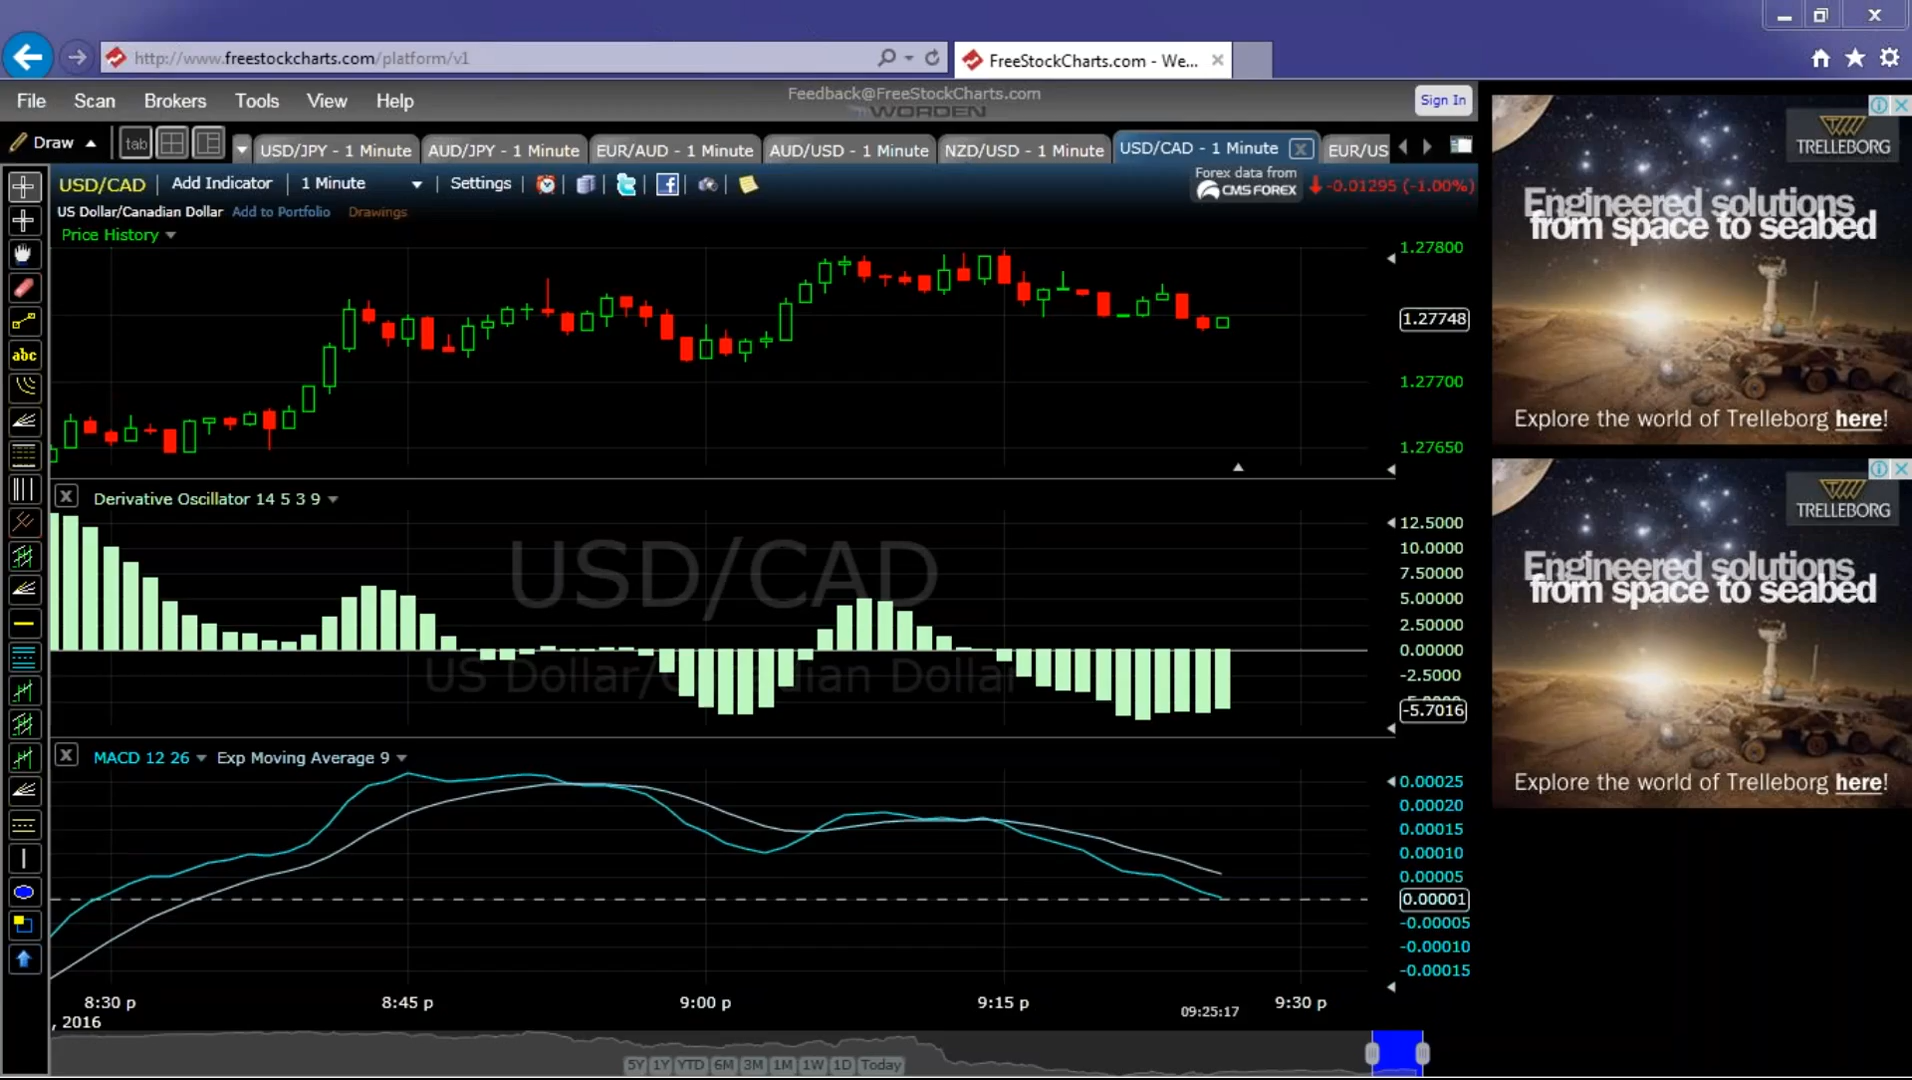 http://www.freestockcharts.com/platform/v1
FreeStockCharts.com - We...
File Scan Brokers Tools View Help
Feedback@FreeStockCharts.com
WORDEN
Sign In
Draw
tab
USD/JPY - 1 Minute
AUD/JPY - 1 Minute
EUR/AUD - 1 Minute
AUD/USD - 1 Minute
NZD/USD - 1 Minute
USD/CAD - 1 Minute
EUR/US
USD/CAD Add Indicator 1 Minute Settings
Forex data from
CMS FOREX
-0.01295 (-1.00%)
US Dollar/Canadian Dollar Add to Portfolio Drawings
Price History
abc
1.27800
1.27748
1.27700
1.27650
Derivative Oscillator 14 5 3 9
USD/CAD
US Dollar/Canadian Dollar
12.5000
10.0000
7.50000
5.00000
2.50000
0.00000
-2.5000
-5.7016
MACD 12 26 Exp Moving Average 9
0.00025
0.00020
0.00015
0.00010
0.00005
0.00001
-0.00005
-0.00010
-0.00015
8:30 p 8:45 p 9:00 p 9:15 p 9:30 p
09:25:17
, 2016
5Y 1Y YTD 6M 3M 1M 1W 1D Today
TRELLEBORG
Engineered solutions
from space to seabed
Explore the world of Trelleborg here!
TRELLEBORG
Engineered solutions
from space to seabed
Explore the world of Trelleborg here!